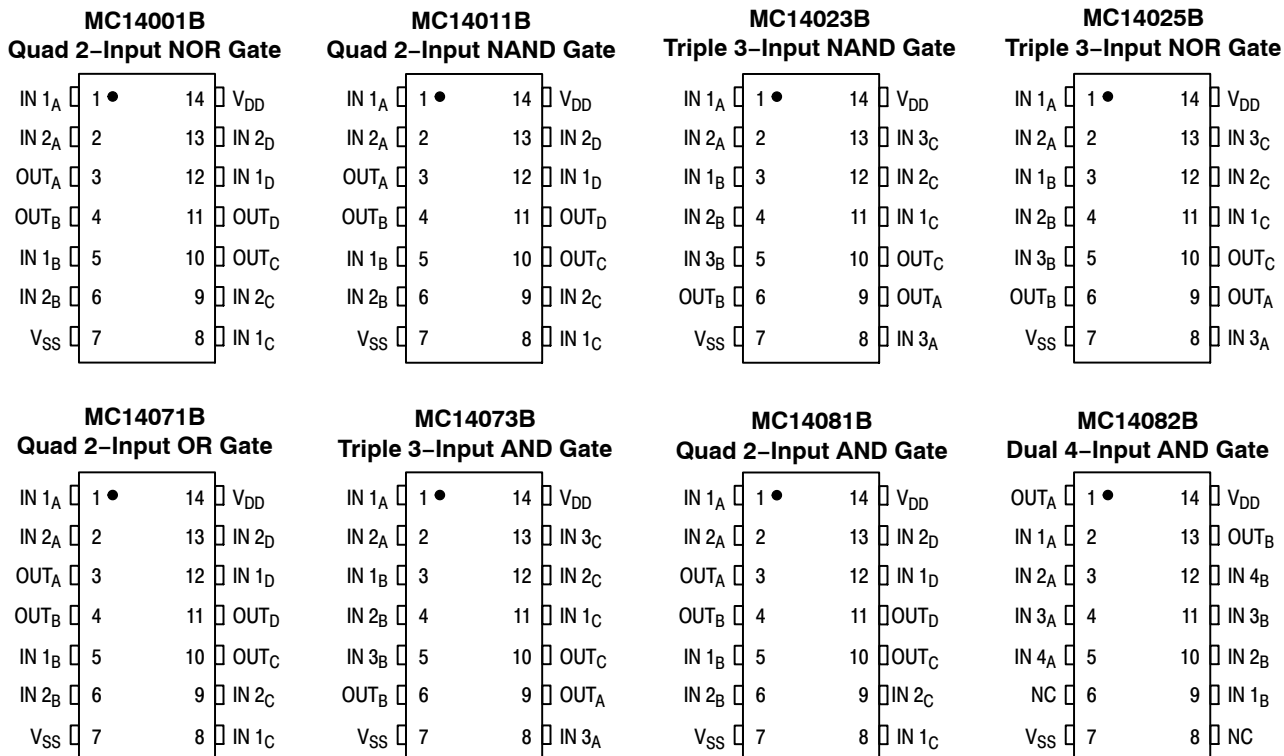 MC14001B
Quad 2–Input NOR Gate
IN 1A 1 14 VDD
IN 2A 2 13 IN 2D
OUTA 3 12 IN 1D
OUTB 4 11 OUTD
IN 1B 5 10 OUTC
IN 2B 6 9 IN 2C
VSS 7 8 IN 1C
MC14011B
Quad 2–Input NAND Gate
IN 1A 1 14 VDD
IN 2A 2 13 IN 2D
OUTA 3 12 IN 1D
OUTB 4 11 OUTD
IN 1B 5 10 OUTC
IN 2B 6 9 IN 2C
VSS 7 8 IN 1C
MC14023B
Triple 3–Input NAND Gate
IN 1A 1 14 VDD
IN 2A 2 13 IN 3C
IN 1B 3 12 IN 2C
IN 2B 4 11 IN 1C
IN 3B 5 10 OUTC
OUTB 6 9 OUTA
VSS 7 8 IN 3A
MC14025B
Triple 3–Input NOR Gate
IN 1A 1 14 VDD
IN 2A 2 13 IN 3C
IN 1B 3 12 IN 2C
IN 2B 4 11 IN 1C
IN 3B 5 10 OUTC
OUTB 6 9 OUTA
VSS 7 8 IN 3A
MC14071B
Quad 2–Input OR Gate
IN 1A 1 14 VDD
IN 2A 2 13 IN 2D
OUTA 3 12 IN 1D
OUTB 4 11 OUTD
IN 1B 5 10 OUTC
IN 2B 6 9 IN 2C
VSS 7 8 IN 1C
MC14073B
Triple 3–Input AND Gate
IN 1A 1 14 VDD
IN 2A 2 13 IN 3C
IN 1B 3 12 IN 2C
IN 2B 4 11 IN 1C
IN 3B 5 10 OUTC
OUTB 6 9 OUTA
VSS 7 8 IN 3A
MC14081B
Quad 2–Input AND Gate
IN 1A 1 14 VDD
IN 2A 2 13 IN 2D
OUTA 3 12 IN 1D
OUTB 4 11 OUTD
IN 1B 5 10 OUTC
IN 2B 6 9 IN 2C
VSS 7 8 IN 1C
MC14082B
Dual 4–Input AND Gate
OUTA 1 14 VDD
IN 1A 2 13 OUTB
IN 2A 3 12 IN 4B
IN 3A 4 11 IN 3B
IN 4A 5 10 IN 2B
NC 6 9 IN 1B
VSS 7 8 NC